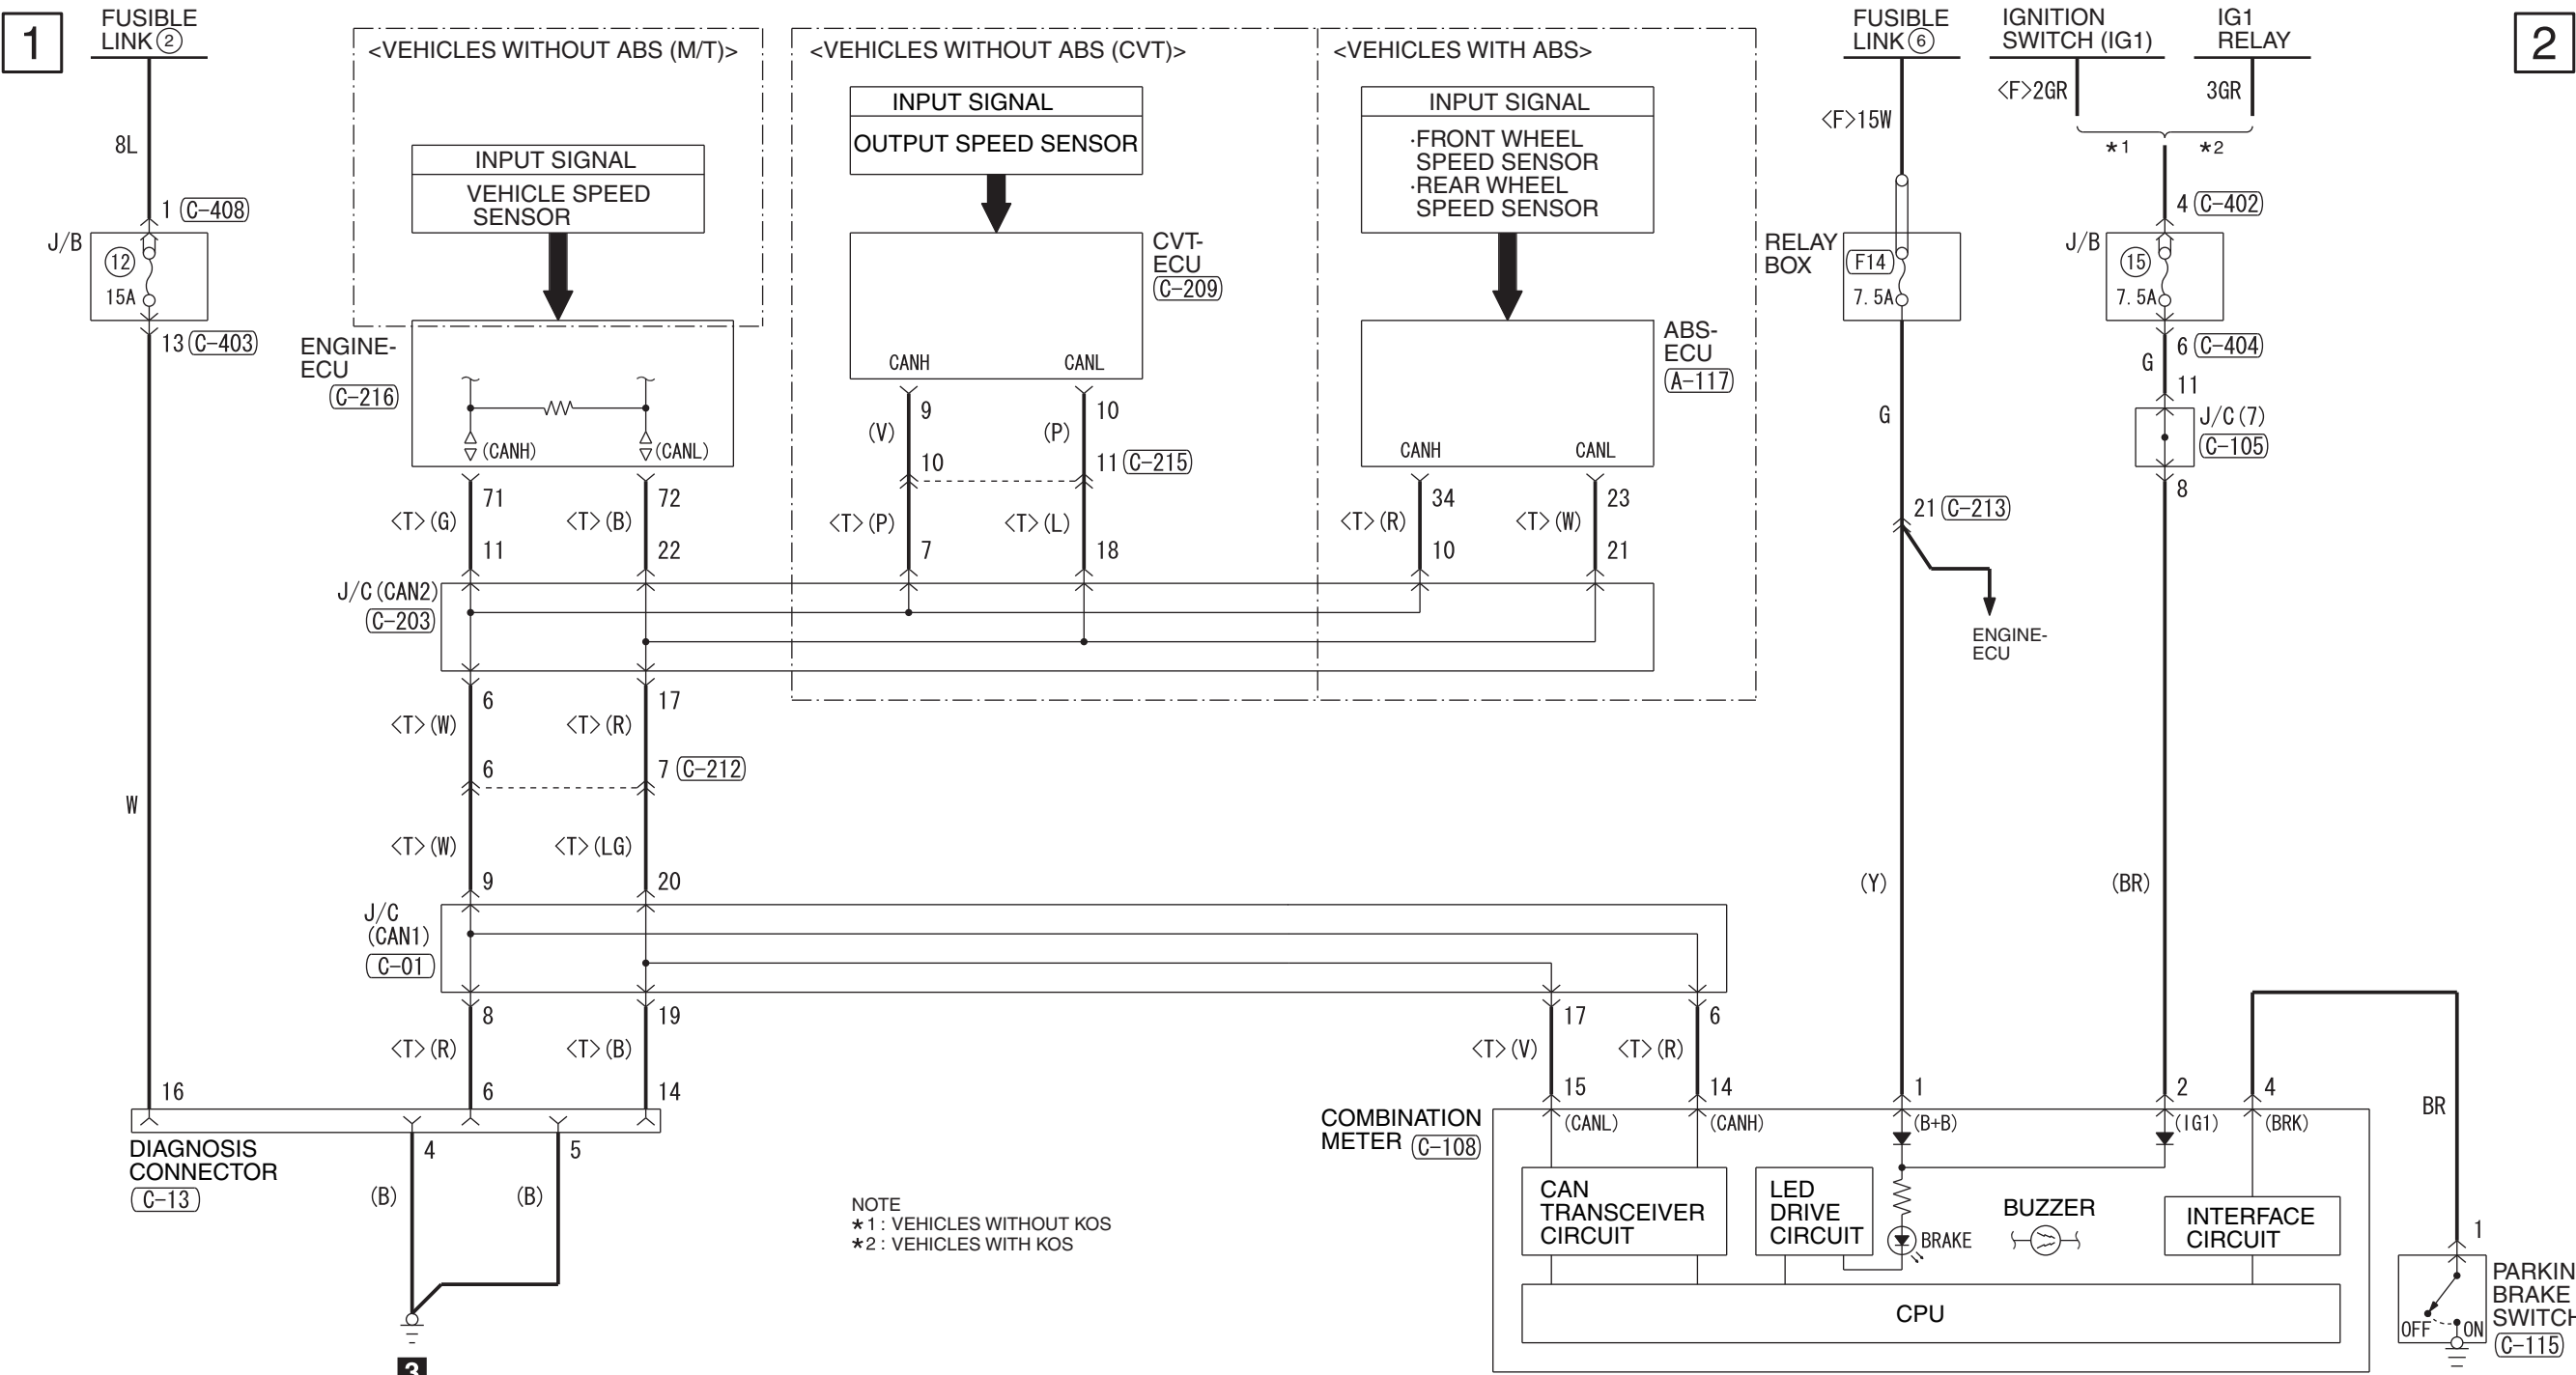 1
FUSIBLE
LINK ②
<VEHICLES WITHOUT ABS (M/T)>
<VEHICLES WITHOUT ABS (CVT)>
<VEHICLES WITH ABS>
FUSIBLE
LINK ⑥
IGNITION
SWITCH (IG1)
IG1
RELAY
2
INPUT SIGNAL
OUTPUT SPEED SENSOR
INPUT SIGNAL
·FRONT WHEEL
SPEED SENSOR
·REAR WHEEL
SPEED SENSOR
<F>15W
<F>2GR
3GR
*1
*2
8L
INPUT SIGNAL
VEHICLE SPEED
SENSOR
1 C-408
4 C-402
J/B
12
15A
13 C-403
CVT-
ECU
C-209
RELAY
BOX
F14
7.5A
J/B
15
7.5A
6 C-404
G
11
J/C (7)
C-105
8
ENGINE-
ECU
C-216
(CANH)
(CANL)
CANH
CANL
ABS-
ECU
A-117
CANH
CANL
G
9
10
(V)
(P)
10
11 C-215
71
72
34
23
21 C-213
<T>(G)
<T>(B)
<T>(P)
<T>(L)
<T>(R)
<T>(W)
11
22
7
18
10
21
J/C (CAN2)
C-203
ENGINE-
ECU
6
17
<T>(W)
<T>(R)
6
7 C-212
W
<T>(W)
<T>(LG)
9
20
(Y)
(BR)
J/C
(CAN1)
C-01
8
19
17
6
<T>(R)
<T>(B)
<T>(V)
<T>(R)
16
6
14
15
14
1
2
4
BR
DIAGNOSIS
CONNECTOR
C-13
4
5
(B)
(B)
3
COMBINATION
METER C-108
(CANL)
(CANH)
(B+B)
(IG1)
(BRK)
CAN
TRANSCEIVER
CIRCUIT
LED
DRIVE
CIRCUIT
BRAKE
BUZZER
INTERFACE
CIRCUIT
CPU
NOTE
*1 : VEHICLES WITHOUT KOS
*2 : VEHICLES WITH KOS
1
PARKIN
BRAKE
SWITCH
C-115
OFF
ON